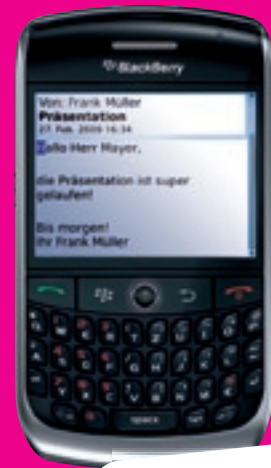 BlackBerry
Von: Frank Müller
Präsentation
27. Feb. 2009 16:34
Hallo Herr Mayer,
die Präsentation ist super
gelaufen!
Bis morgen!
Ihr Frank Müller
space